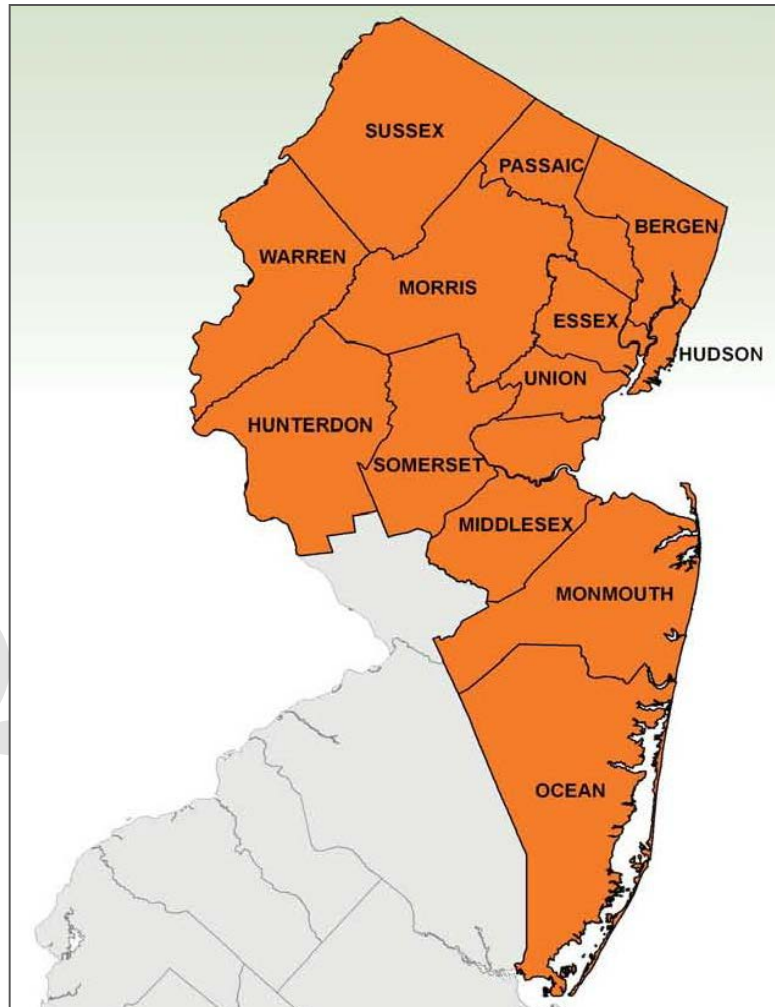 SUSSEX
PASSAIC
BERGEN
WARREN
MORRIS
ESSEX
HUDSON
UNION
HUNTERDON
SOMERSET
MIDDLESEX
MONMOUTH
OCEAN